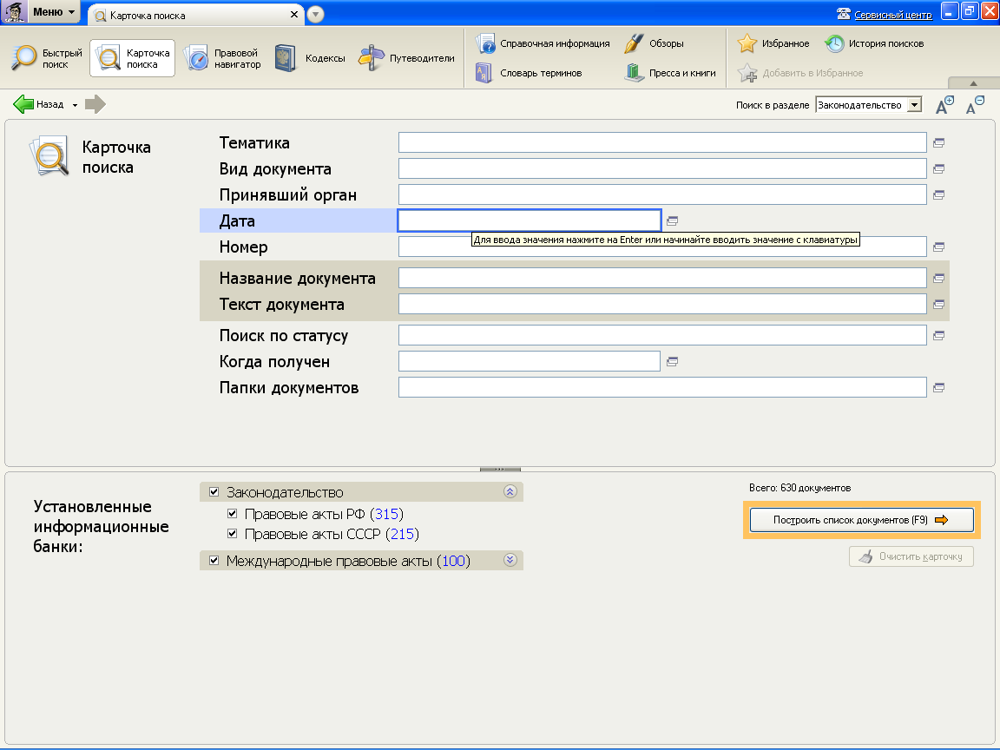 Меню
Карточка поиска
Сервисный центр
Быстрый
поиск
Карточка
поиска
Правовой
навигатор
Кодексы
Путеводители
Справочная информация
Словарь терминов
Обзоры
Пресса и книги
Избранное
История поисков
Добавить в Избранное
Назад
Поиск в разделе
Законодательство
A
A
Карточка
поиска
Тематика
Вид документа
Принявший орган
Дата
Для ввода значения нажмите на Enter или начинайте вводить значение с клавиатуры
Номер
Название документа
Текст документа
Поиск по статусу
Когда получен
Папки документов
Установленные
информационные
банки:
Законодательство
Правовые акты РФ (315)
Правовые акты СССР (215)
Международные правовые акты (100)
Всего: 630 документов
Построить список документов (F9)
Очистить карточку